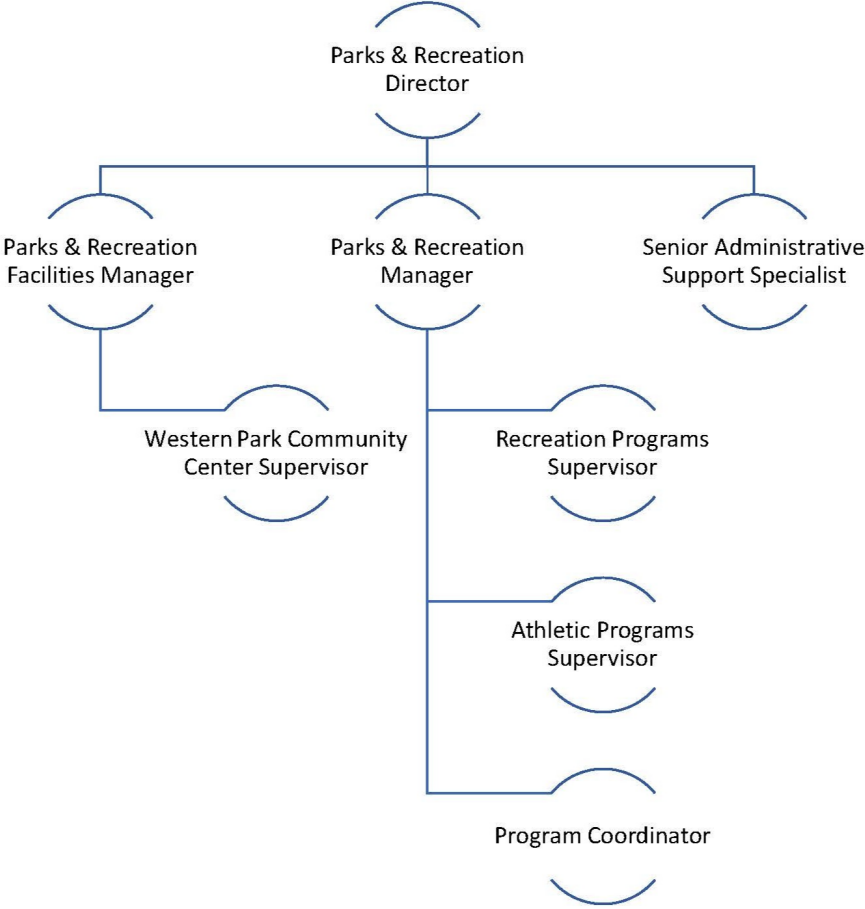 Parks & Recreation
Director
Parks & Recreation
Facilities Manager
Parks & Recreation
Manager
Senior Administrative
Support Specialist
Western Park Community
Center Supervisor
Recreation Programs
Supervisor
Athletic Programs
Supervisor
Program Coordinator